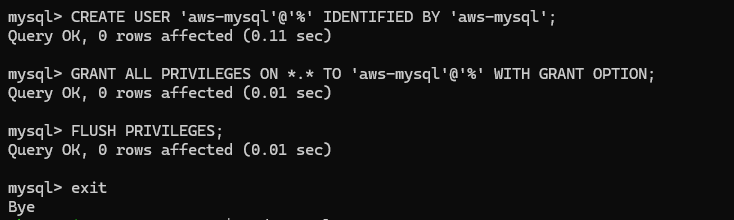 mysql> CREATE USER 'aws-mysql'@'%' IDENTIFIED BY 'aws-mysql';
Query OK, 0 rows affected (0.11 sec)
mysql> GRANT ALL PRIVILEGES ON *.* TO 'aws-mysql'@'%' WITH GRANT OPTION;
Query OK, 0 rows affected (0.01 sec)
mysql> FLUSH PRIVILEGES;
Query OK, 0 rows affected (0.01 sec)
mysql> exit
Bye